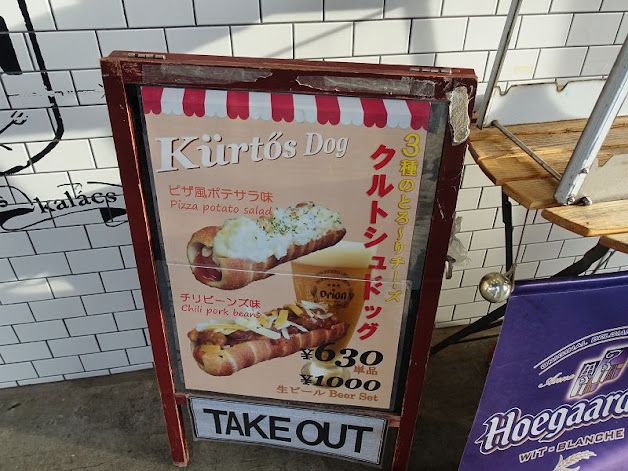 Kürtős Dog
3種のとろ〜りチーズ
クルトシュドッグ
ピザ風ポテサラ味
Pizza potato salad
Orion
チリビーンズ味
Chili pork beans
¥630
単品
¥1000
生ビール Beer Set
TAKE OUT
kalács
Hoegaard
WIT-BLANCHE